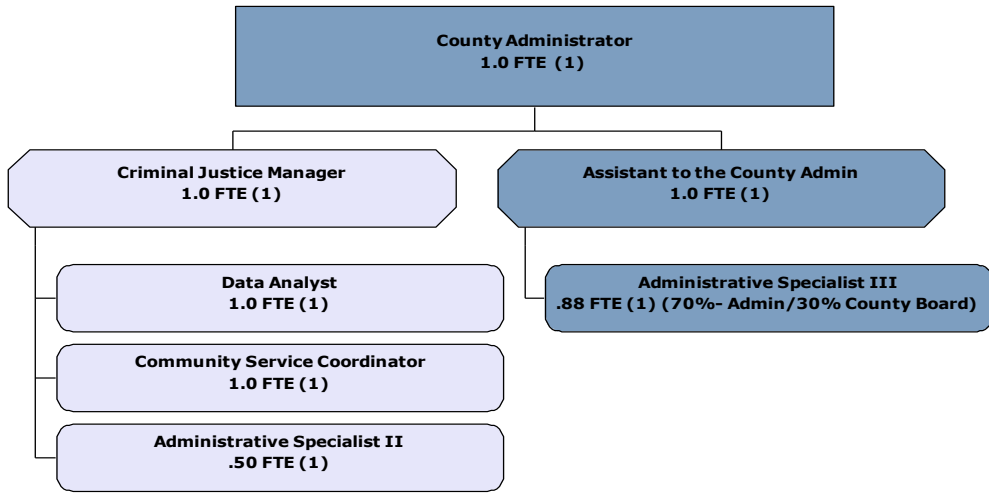 County Administrator
1.0 FTE (1)
Criminal Justice Manager
1.0 FTE (1)
Assistant to the County Admin
1.0 FTE (1)
Data Analyst
1.0 FTE (1)
Administrative Specialist III
.88 FTE (1) (70%- Admin/30% County Board)
Community Service Coordinator
1.0 FTE (1)
Administrative Specialist II
.50 FTE (1)